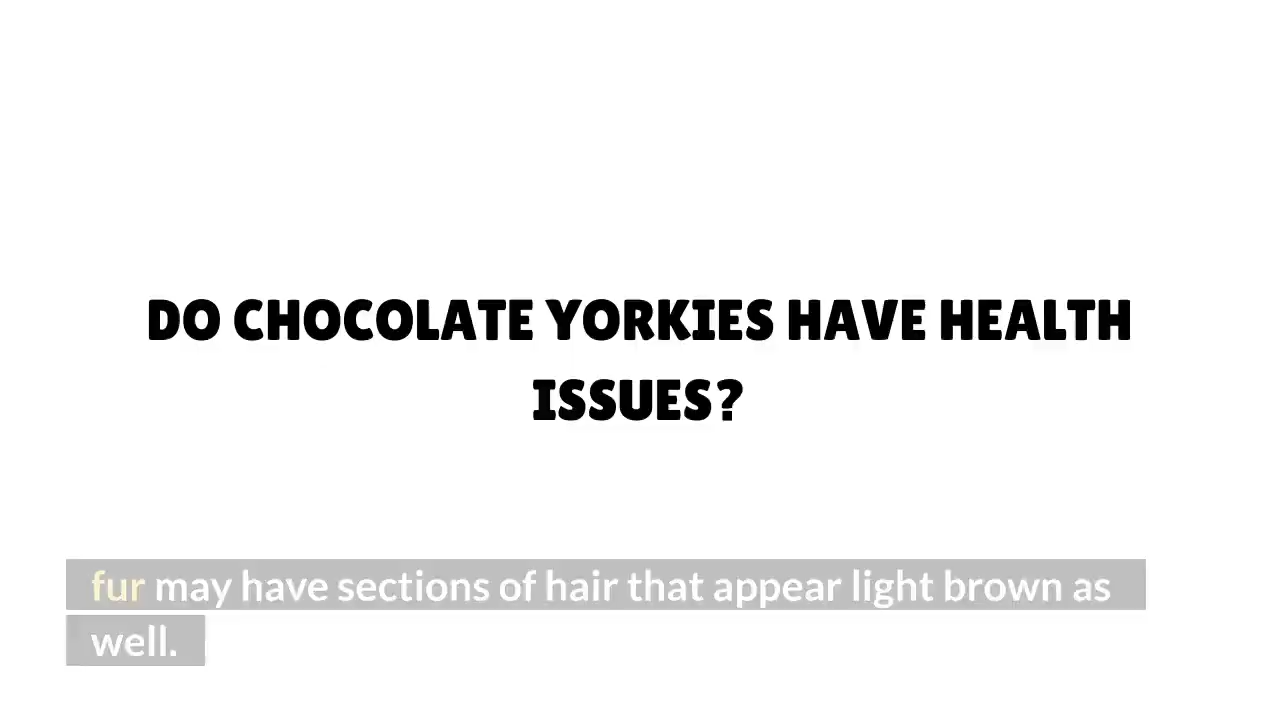 DO CHOCOLATE YORKIES HAVE HEALTH
ISSUES?
fur may have sections of hair that appear light brown as
well.